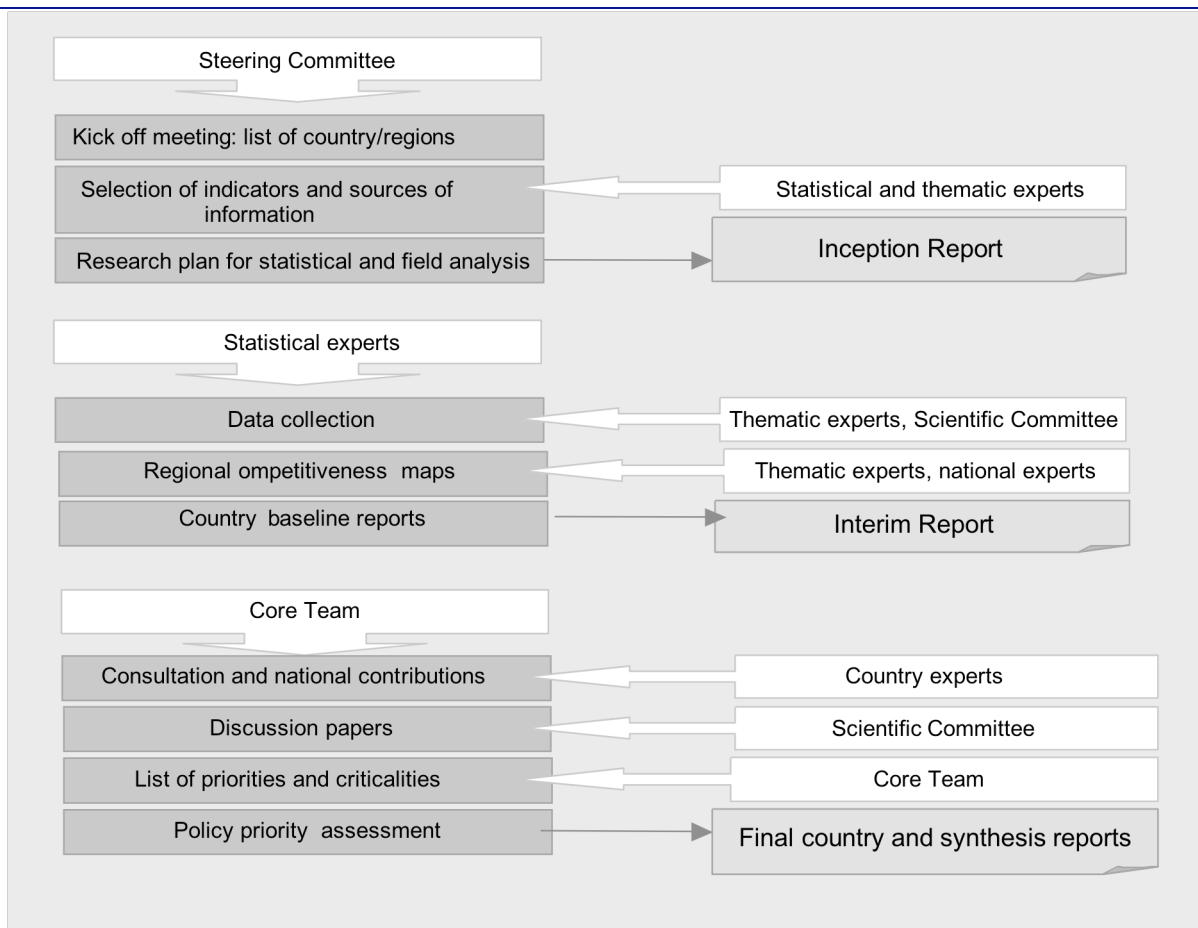 Steering Committee
Kick off meeting: list of country/regions
Selection of indicators and sources of
information
Statistical and thematic experts
Research plan for statistical and field analysis
Inception Report
Statistical experts
Data collection
Thematic experts, Scientific Committee
Regional ompetitiveness maps
Thematic experts, national experts
Country baseline reports
Interim Report
Core Team
Consultation and national contributions
Country experts
Discussion papers
Scientific Committee
List of priorities and criticalities
Core Team
Policy priority assessment
Final country and synthesis reports